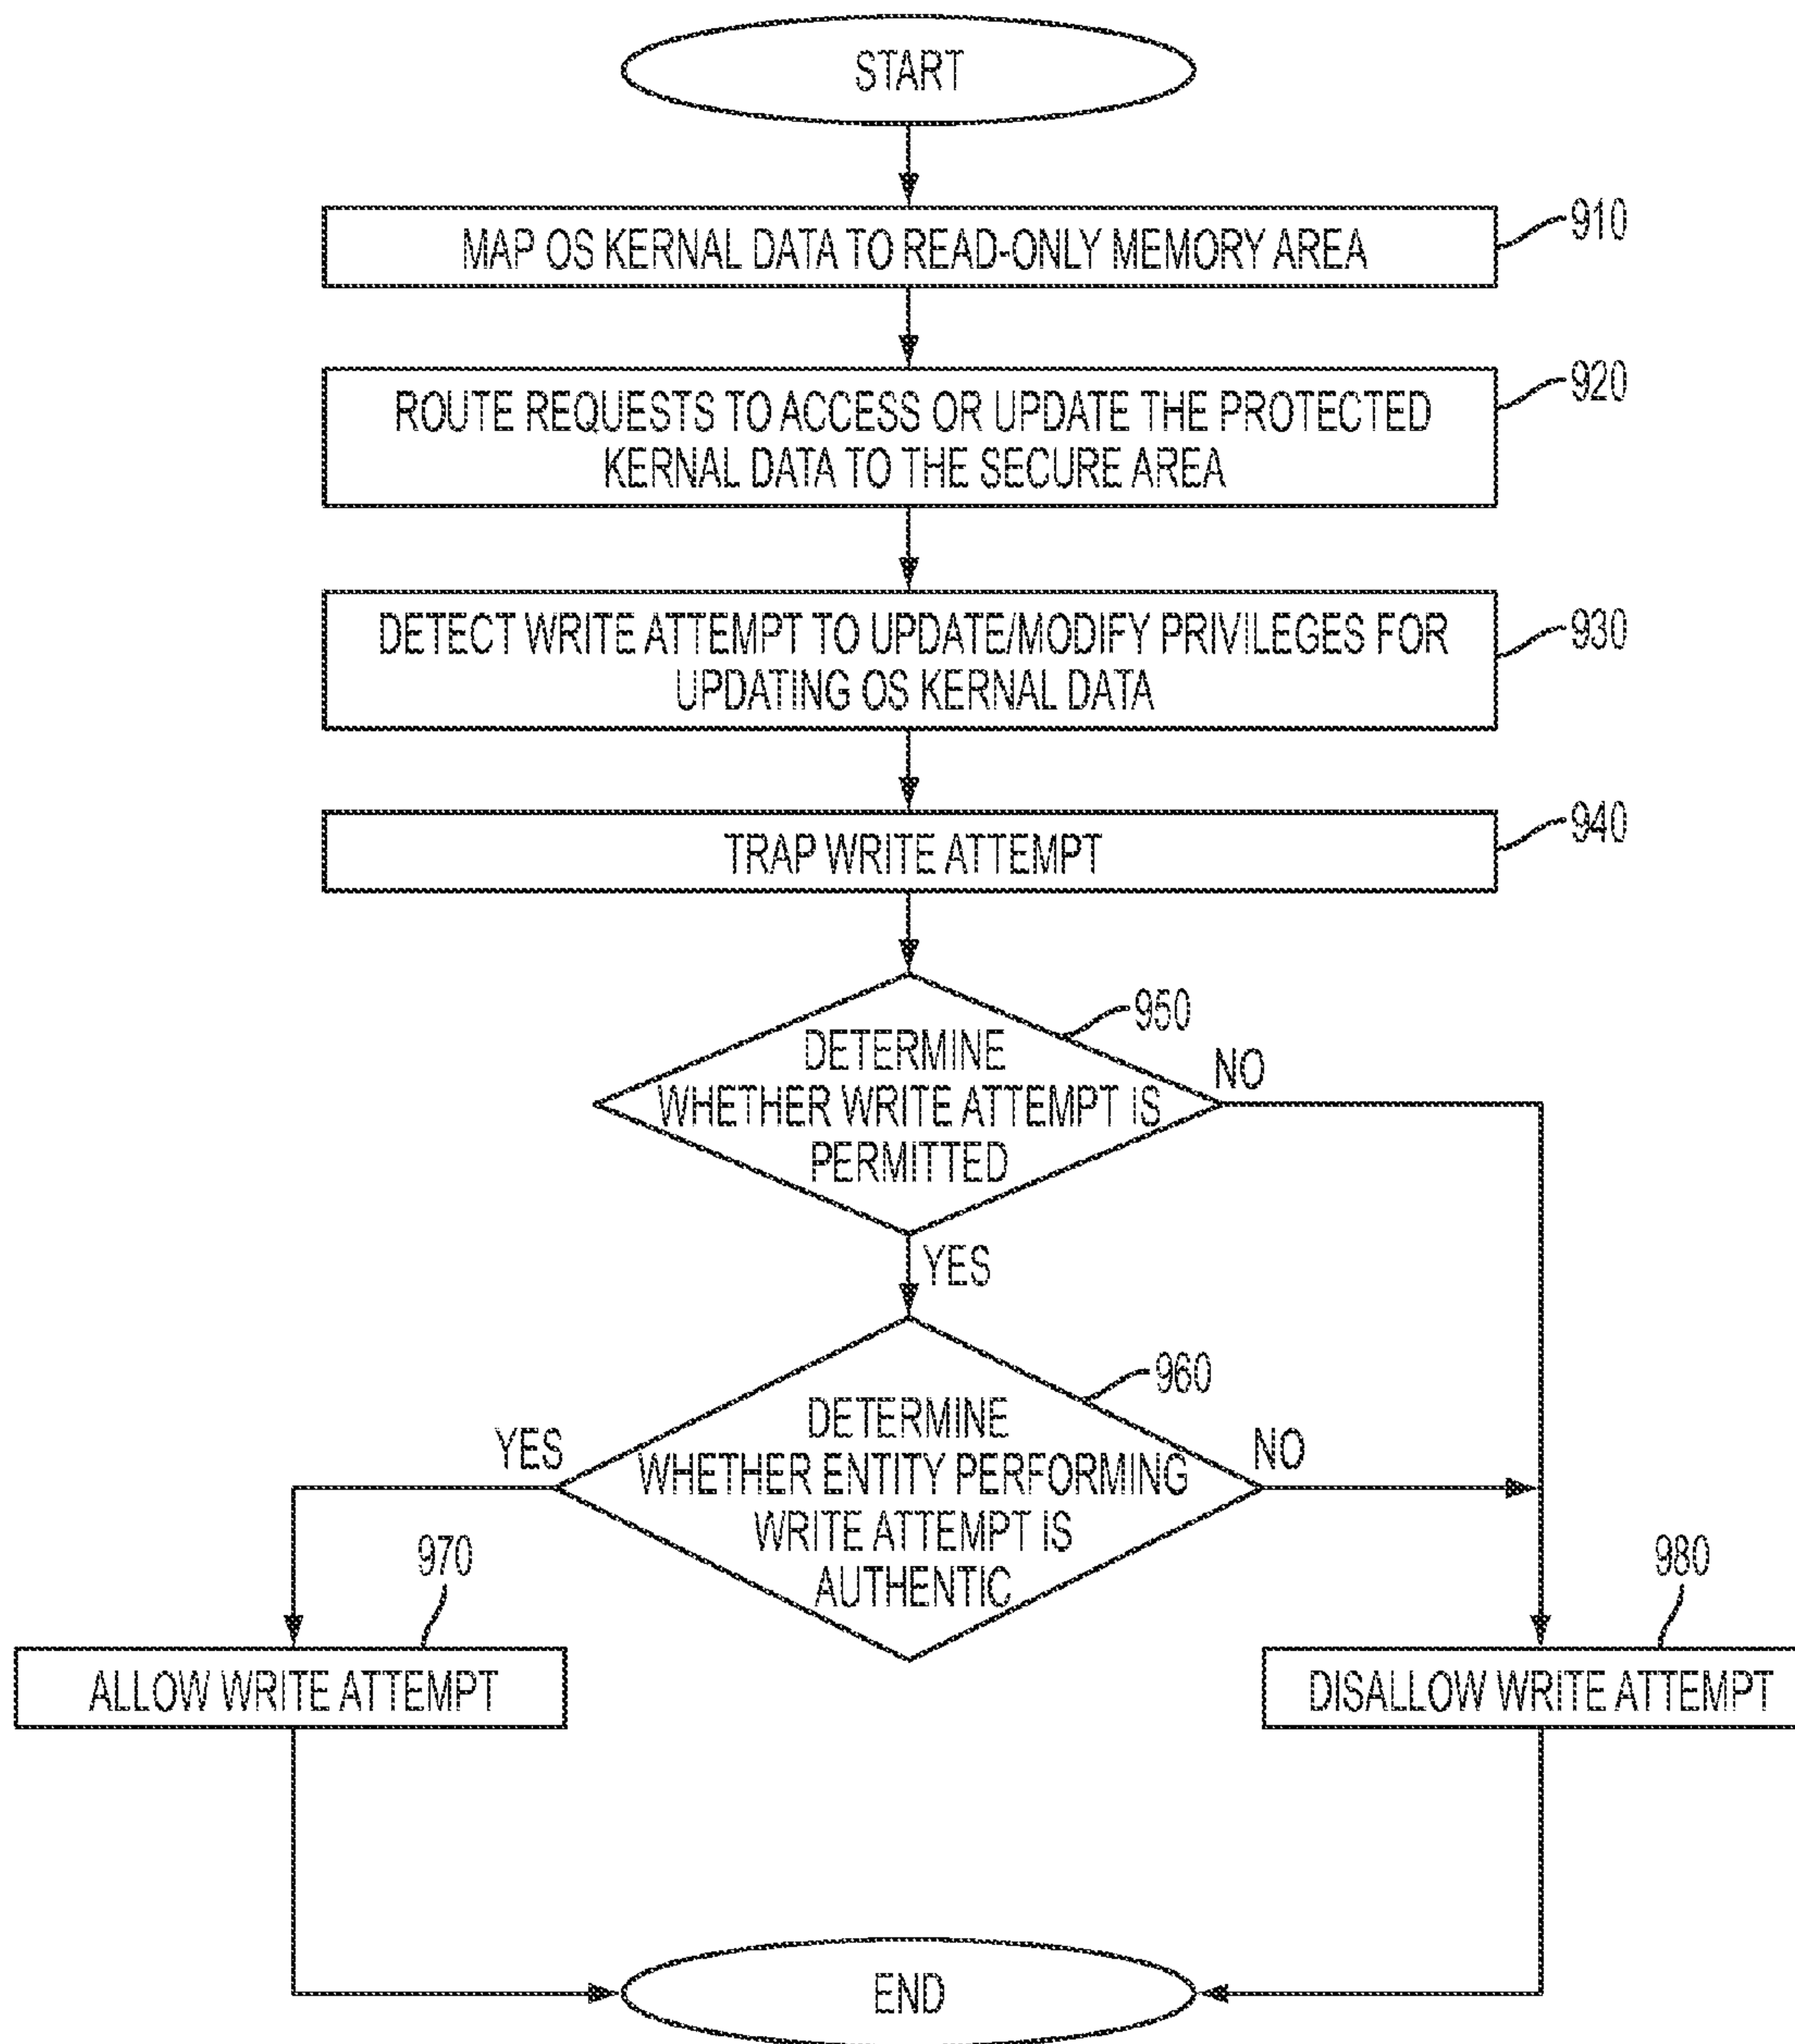 START
MAP OS KERNAL DATA TO READ-ONLY MEMORY AREA
910
ROUTE REQUESTS TO ACCESS OR UPDATE THE PROTECTED
KERNAL DATA TO THE SECURE AREA
920
DETECT WRITE ATTEMPT TO UPDATE/MODIFY PRIVILEGES FOR
UPDATING OS KERNAL DATA
930
TRAP WRITE ATTEMPT
940
950
DETERMINE
WHETHER WRITE ATTEMPT IS
PERMITTED
NO
YES
960
DETERMINE
WHETHER ENTITY PERFORMING
WRITE ATTEMPT IS
AUTHENTIC
YES
NO
970
ALLOW WRITE ATTEMPT
980
DISALLOW WRITE ATTEMPT
END